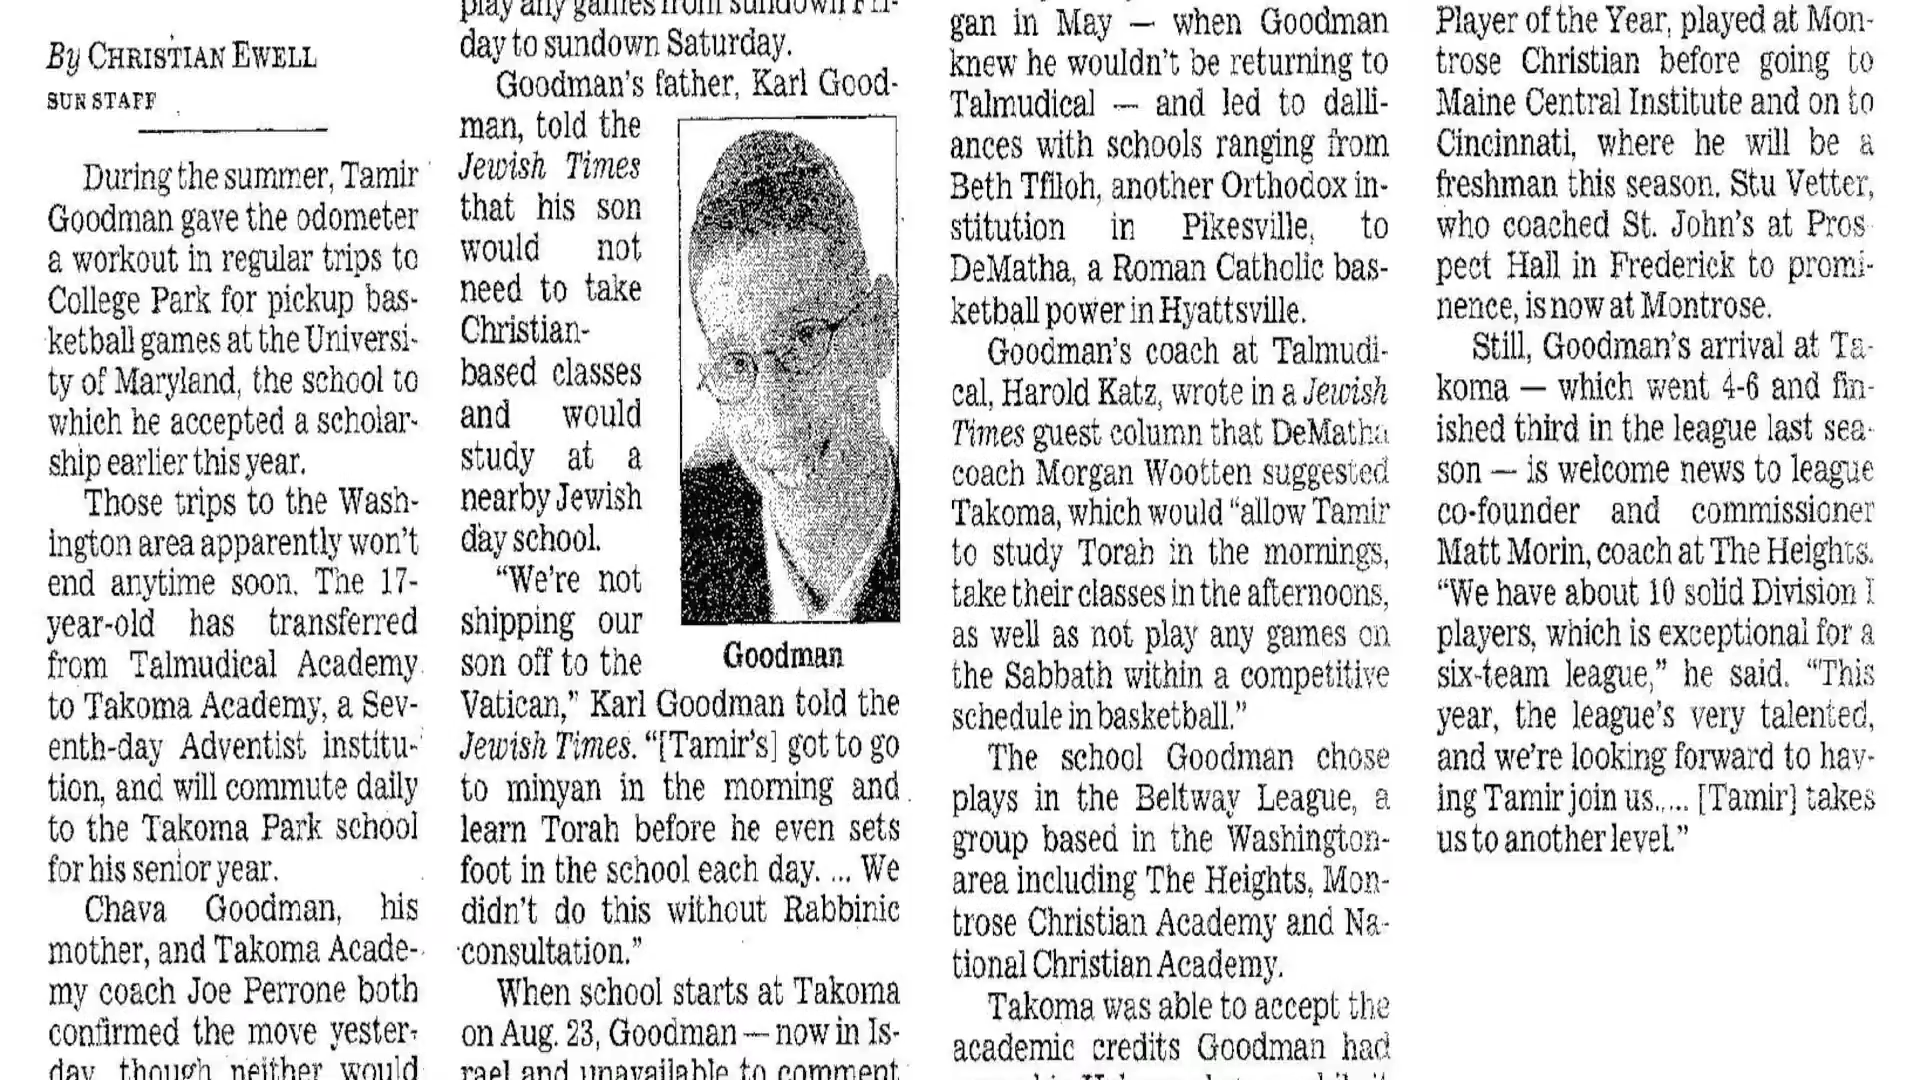 By CHRISTIAN EWELL
SUN STAFF
During the summer, Tamir
Goodman gave the odometer
a workout in regular trips to
College Park for pickup bas-
ketball games at the Universi-
ty of Maryland, the school to
which he accepted a scholar-
ship earlier this year.
Those trips to the Wash-
ington area apparently won't
end anytime soon. The 17-
year-old has transferred
from Talmudical Academy
to Takoma Academy, a Sev-
enth-day Adventist institu-
tion, and will commute daily
to the Takoma Park school
for his senior year.
Chava Goodman, his
mother, and Takoma Acade-
my coach Joe Perrone both
confirmed the move yester-
day, though neither would
play any games from sundown Fri-
day to sundown Saturday.
Goodman's father, Karl Good-
man, told the
Jewish Times
that his son
would not
need to take
Christian-
based classes
and would
study at a
nearby Jewish
day school.
"We're not
shipping our
son off to the
Vatican," Karl Goodman told the
Jewish Times. "[Tamir's] got to go
to minyan in the morning and
learn Torah before he even sets
foot in the school each day. ... We
didn't do this without Rabbinic
consultation."
When school starts at Takoma
on Aug. 23, Goodman — now in Is-
rael and unavailable to comment
Goodman
gan in May — when Goodman
knew he wouldn't be returning to
Talmudical — and led to dalli-
ances with schools ranging from
Beth Tfiloh, another Orthodox in-
stitution in Pikesville, to
DeMatha, a Roman Catholic bas-
ketball power in Hyattsville.
Goodman's coach at Talmudi-
cal, Harold Katz, wrote in a Jewish
Times guest column that DeMatha
coach Morgan Wootten suggested
Takoma, which would "allow Tamir
to study Torah in the mornings,
take their classes in the afternoons,
as well as not play any games on
the Sabbath within a competitive
schedule in basketball."
The school Goodman chose
plays in the Beltway League, a
group based in the Washington-
area including The Heights, Mon-
trose Christian Academy and Na-
tional Christian Academy.
Takoma was able to accept the
academic credits Goodman had
Player of the Year, played at Mon-
trose Christian before going to
Maine Central Institute and on to
Cincinnati, where he will be a
freshman this season. Stu Vetter,
who coached St. John's at Pros-
pect Hall in Frederick to promi-
nence, is now at Montrose.
Still, Goodman's arrival at Ta-
koma — which went 4-6 and fin-
ished third in the league last sea-
son — is welcome news to league
co-founder and commissioner
Matt Morin, coach at The Heights.
"We have about 10 solid Division I
players, which is exceptional for a
six-team league," he said. "This
year, the league's very talented,
and we're looking forward to hav-
ing Tamir join us. ... [Tamir] takes
us to another level."